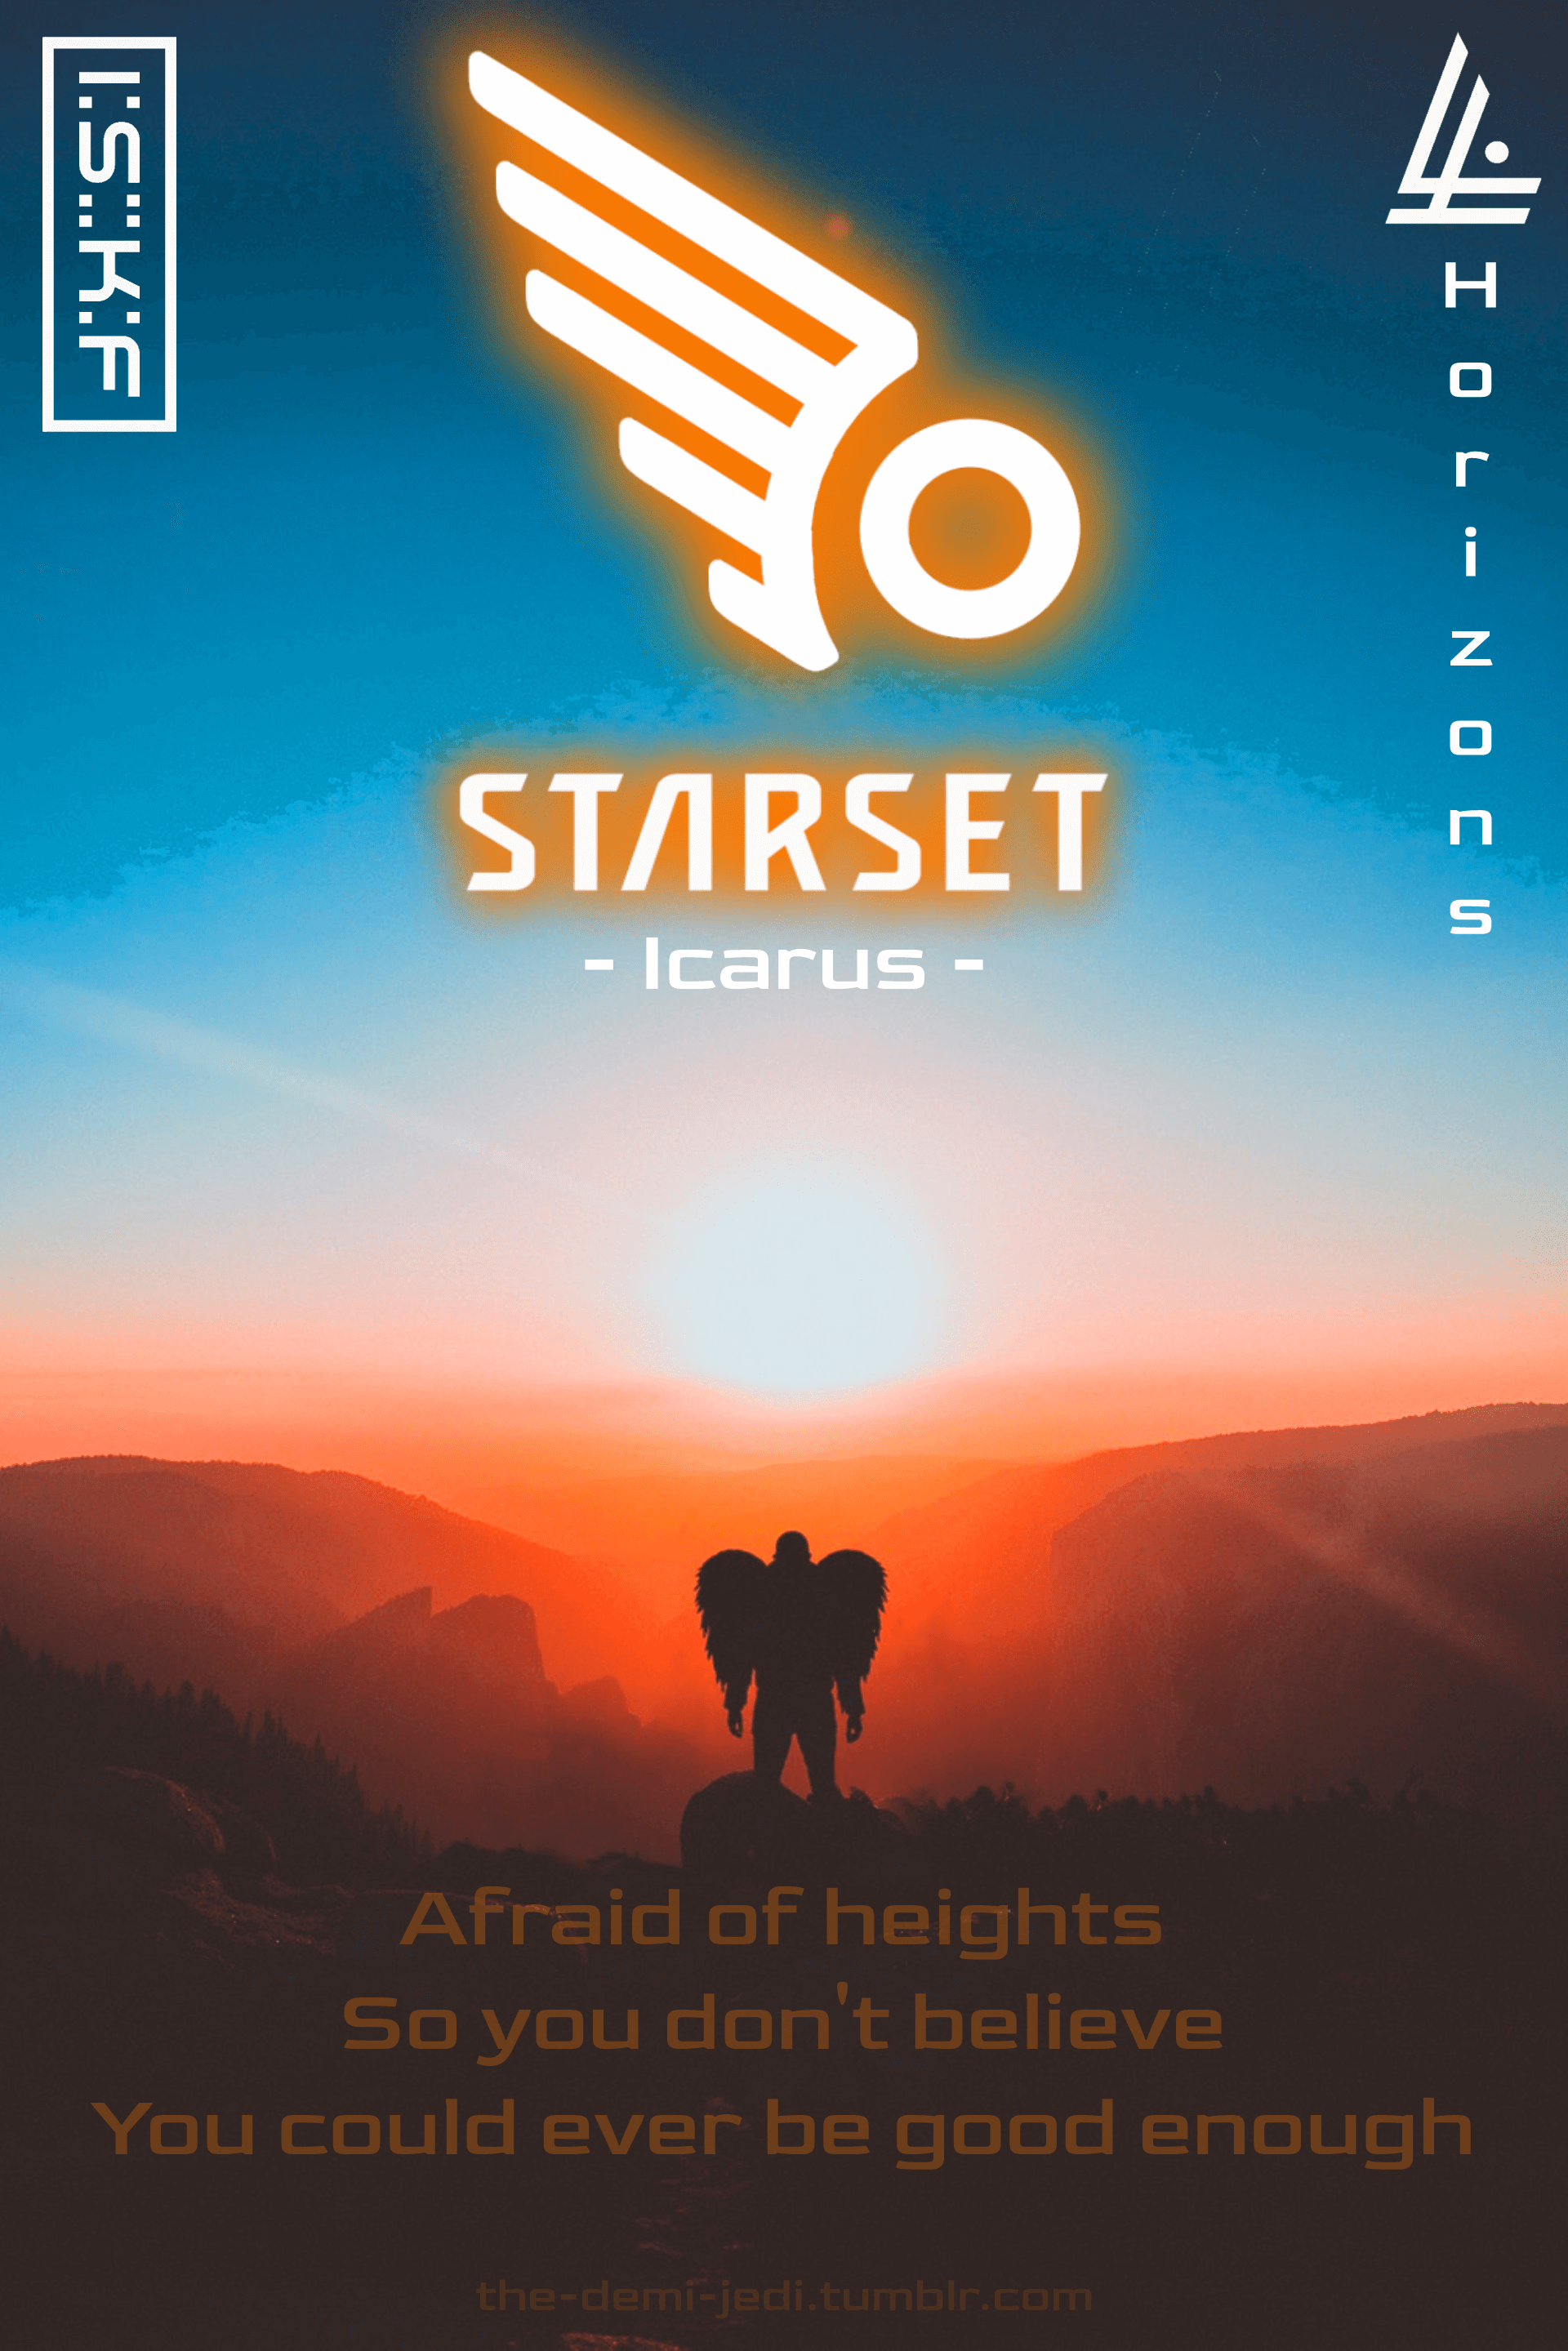 I:S::K:F
Horizons
STARSET
- Icarus -
Afraid of heights
So you don't believe
You could ever be good enough
the-demi-jedi.tumblr.com